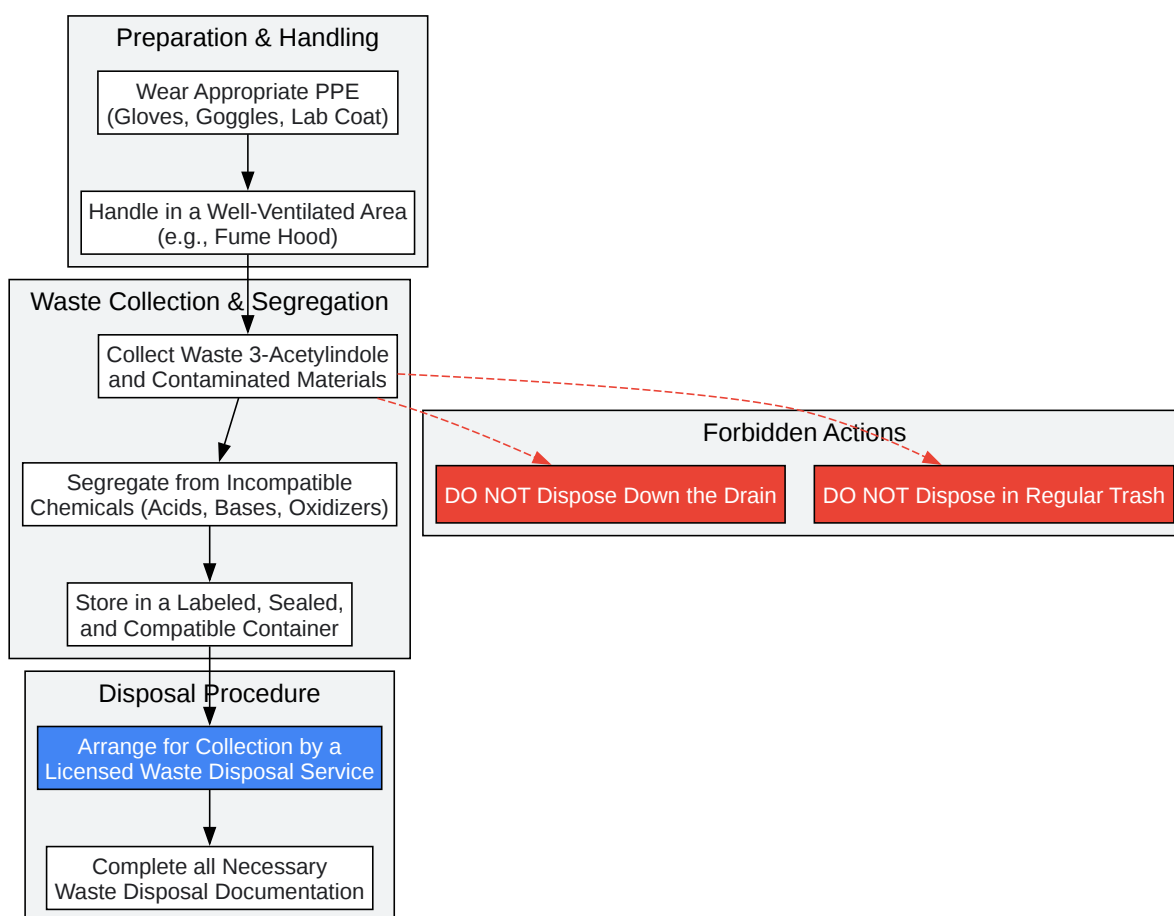 Preparation & Handling
Wear Appropriate PPE
(Gloves, Goggles, Lab Coat)
Handle in a Well-Ventilated Area
(e.g., Fume Hood)
Waste Collection & Segregation
Collect Waste 3-Acetylindole
and Contaminated Materials
Segregate from Incompatible
Chemicals (Acids, Bases, Oxidizers)
Store in a Labeled, Sealed,
and Compatible Container
Forbidden Actions
DO NOT Dispose Down the Drain
DO NOT Dispose in Regular Trash
Disposal Procedure
Arrange for Collection by a
Licensed Waste Disposal Service
Complete all Necessary
Waste Disposal Documentation